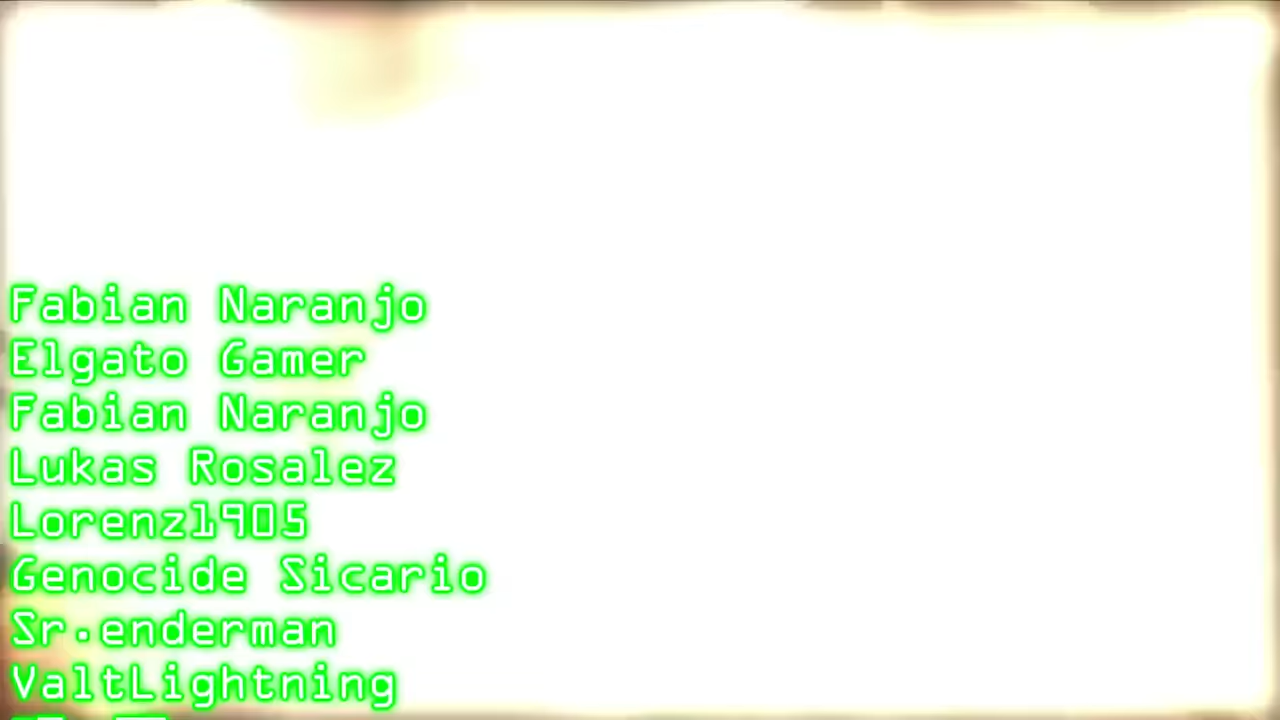 Fabian Naranjo
Elgato Gamer
Fabian Naranjo
Lukas Rosalez
Lorenz1905
Genocide Sicario
Sr.enderman
ValtLightning